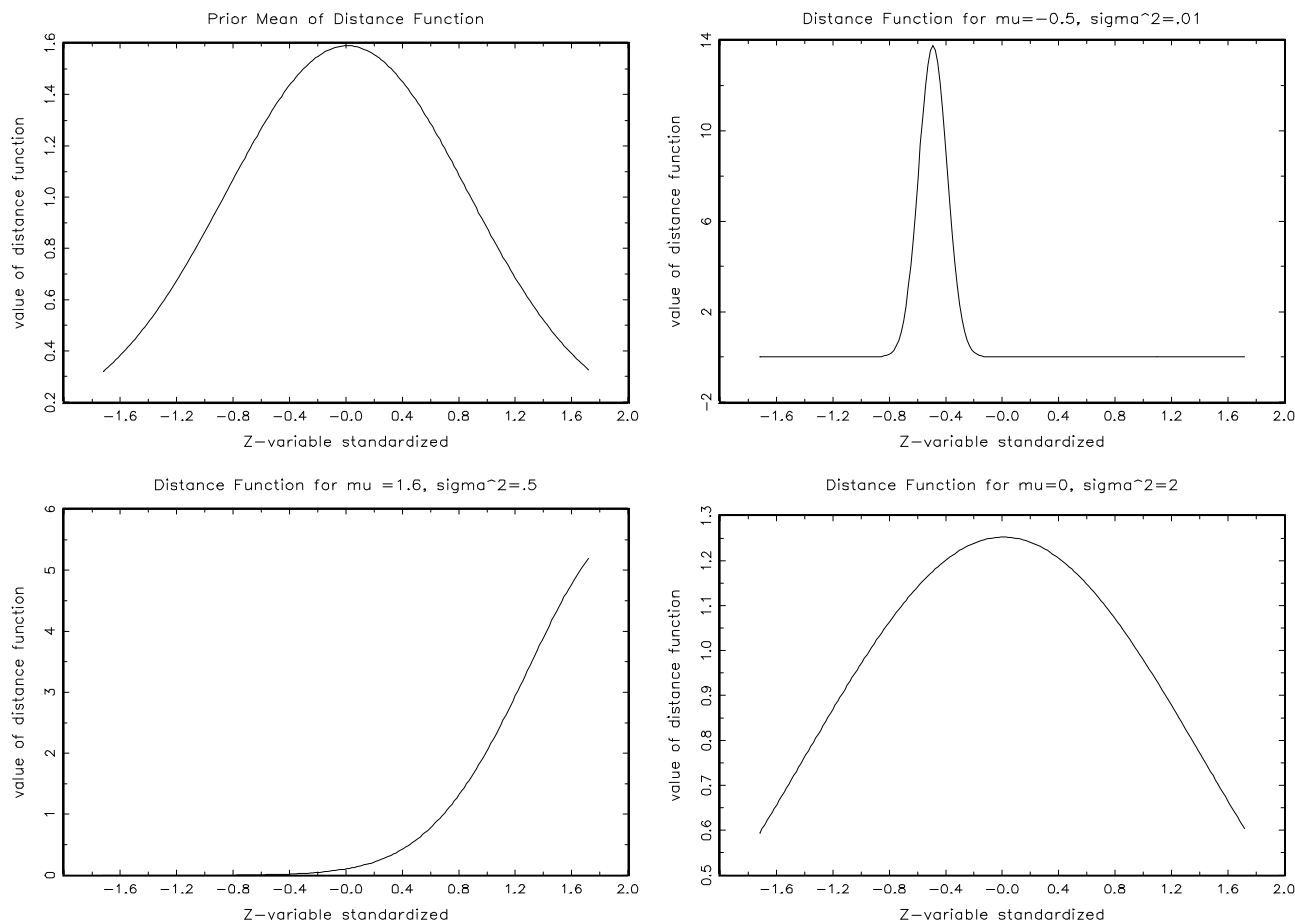 Prior Mean of Distance Function
value of distance function
1.6
1.4
1.2
1.0
0.8
0.6
0.4
0.2
−1.6 −1.2 −0.8 −0.4 −0.0 0.4 0.8 1.2 1.6 2.0
Z−variable standardized
Distance Function for mu=−0.5, sigma^2=.01
value of distance function
14
10
6
2
−2
−1.6 −1.2 −0.8 −0.4 −0.0 0.4 0.8 1.2 1.6 2.0
Z−variable standardized
Distance Function for mu =1.6, sigma^2=.5
value of distance function
6
5
4
3
2
1
0
−1.6 −1.2 −0.8 −0.4 −0.0 0.4 0.8 1.2 1.6 2.0
Z−variable standardized
Distance Function for mu=0, sigma^2=2
value of distance function
1.3
1.2
1.1
1.0
0.9
0.8
0.7
0.6
0.5
−1.6 −1.2 −0.8 −0.4 −0.0 0.4 0.8 1.2 1.6 2.0
Z−variable standardized